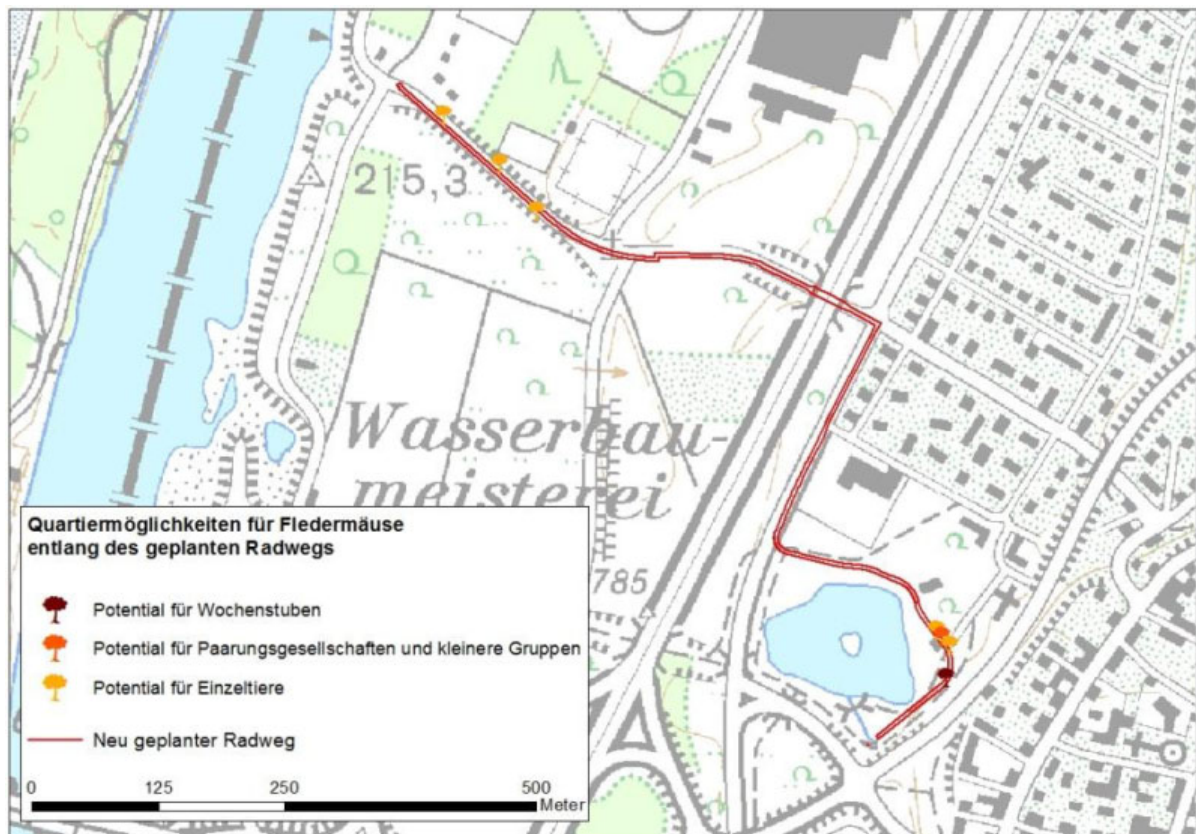 215,3
Wasserbau-
meisterei
785
Quartiermöglichkeiten für Fledermäuse
entlang des geplanten Radwegs
Potential für Wochenstuben
Potential für Paarungsgesellschaften und kleinere Gruppen
Potential für Einzeltiere
Neu geplanter Radweg
0 125 250 500
Meter